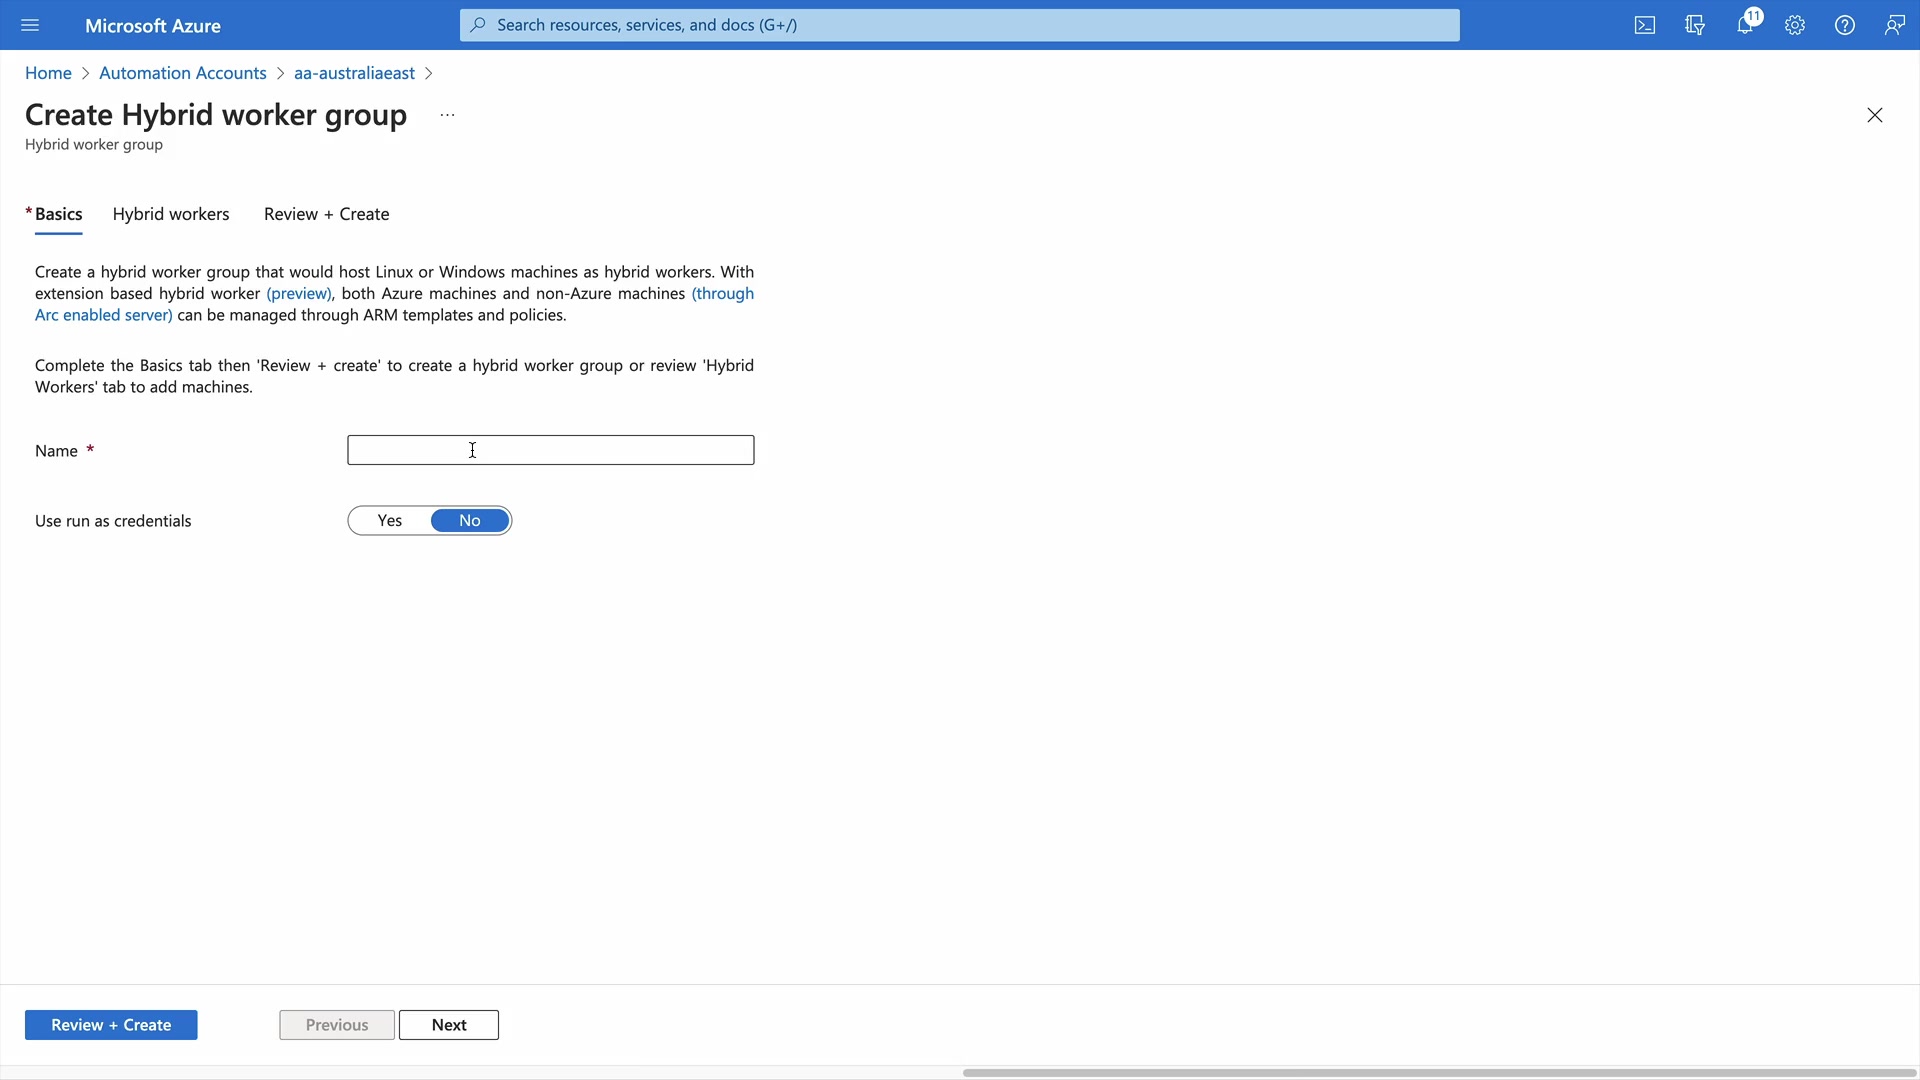 Microsoft Azure
Search resources, services, and docs (G+/)
11
Home > Automation Accounts > aa-australiaeast >
Create Hybrid worker group ...
Hybrid worker group
* Basics Hybrid workers Review + Create
Create a hybrid worker group that would host Linux or Windows machines as hybrid workers. With
extension based hybrid worker (preview), both Azure machines and non-Azure machines (through
Arc enabled server) can be managed through ARM templates and policies.
Complete the Basics tab then 'Review + create' to create a hybrid worker group or review 'Hybrid
Workers' tab to add machines.
Name *
Use run as credentials Yes No
Review + Create Previous Next